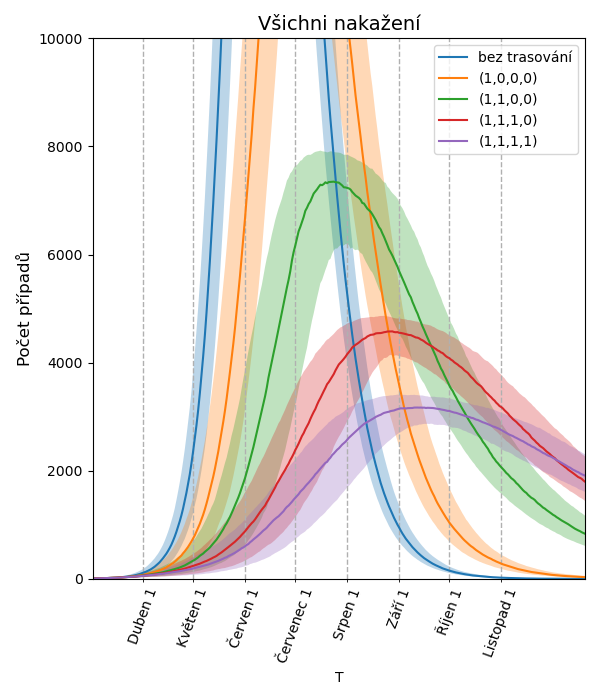 Všichni nakažení
Počet případů
10000
8000
6000
4000
2000
0
bez trasování
(1,0,0,0)
(1,1,0,0)
(1,1,1,0)
(1,1,1,1)
Duben 1
Květen 1
Červen 1
Červenec 1
Srpen 1
Září 1
Říjen 1
Listopad 1
T